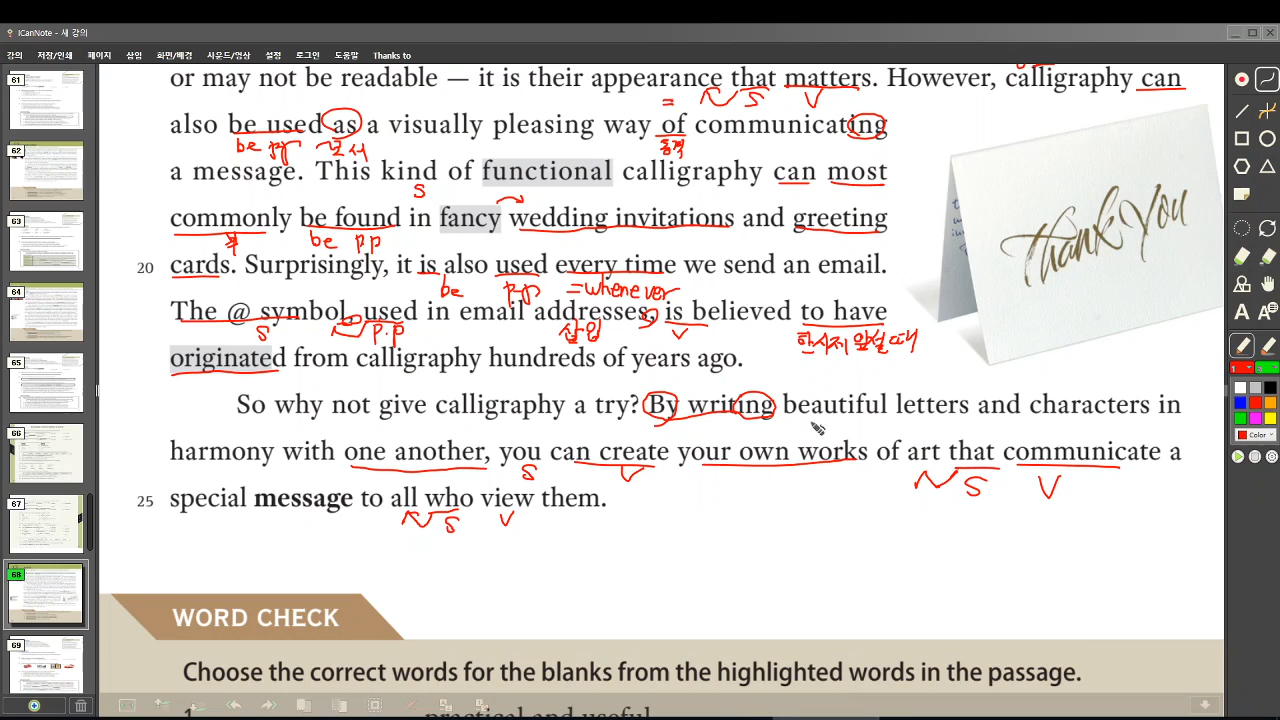 ICanNote - 새 강의
강의 저장/인쇄 페이지 화면/배경 사운드/영상 설정 로그인 도움말 Thanks to
61
62
63
64
65
66
67
68
69
or may not be readable — it is their appearance that matters. However, calligraphy can
= S V
also be used as a visually pleasing way of communicating
be pp 로서 동격
a message. This kind of functional calligraphy can most
S
commonly be found in fancy wedding invitations and greeting
be p.p
20 cards. Surprisingly, it is also used every time we send an email.
be p.p =whenever
The @ symbol used in email addresses, is believed to have
S p.p 삽입 V 한시제 앞설 때
originated from calligraphy hundreds of years ago.
So why not give calligraphy a try? By writing beautiful letters and characters in
harmony with one another, you can create your own works of art that communicate a
S V S V
25 special message to all who view them.
S V
Thank You
WORD CHECK
Choose the correct words for the blanks from the highlighted words in the passage.
1 practical and useful